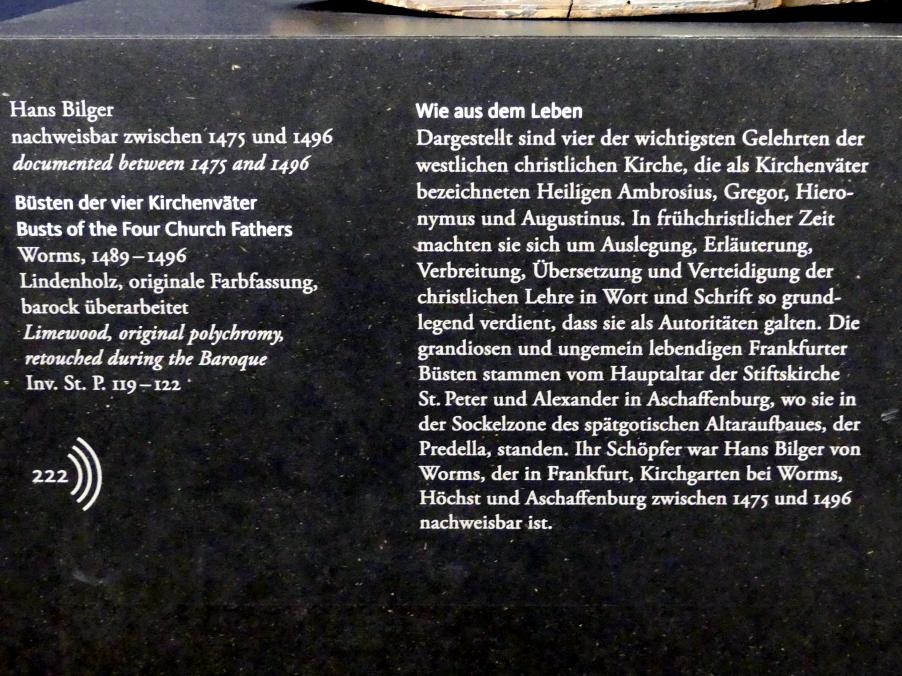 Hans Bilger
nachweisbar zwischen 1475 und 1496
documented between 1475 and 1496
Büsten der vier Kirchenväter
Busts of the Four Church Fathers
Worms, 1489–1496
Lindenholz, originale Farbfassung,
barock überarbeitet
Limewood, original polychromy,
retouched during the Baroque
Inv. St. P. 119–122
222
Wie aus dem Leben
Dargestellt sind vier der wichtigsten Gelehrten der
westlichen christlichen Kirche, die als Kirchenväter
bezeichneten Heiligen Ambrosius, Gregor, Hiero-
nymus und Augustinus. In frühchristlicher Zeit
machten sie sich um Auslegung, Erläuterung,
Verbreitung, Übersetzung und Verteidigung der
christlichen Lehre in Wort und Schrift so grund-
legend verdient, dass sie als Autoritäten galten. Die
grandiosen und ungemein lebendigen Frankfurter
Büsten stammen vom Hauptaltar der Stiftskirche
St. Peter und Alexander in Aschaffenburg, wo sie in
der Sockelzone des spätgotischen Altaraufbaues, der
Predella, standen. Ihr Schöpfer war Hans Bilger von
Worms, der in Frankfurt, Kirchgarten bei Worms,
Höchst und Aschaffenburg zwischen 1475 und 1496
nachweisbar ist.